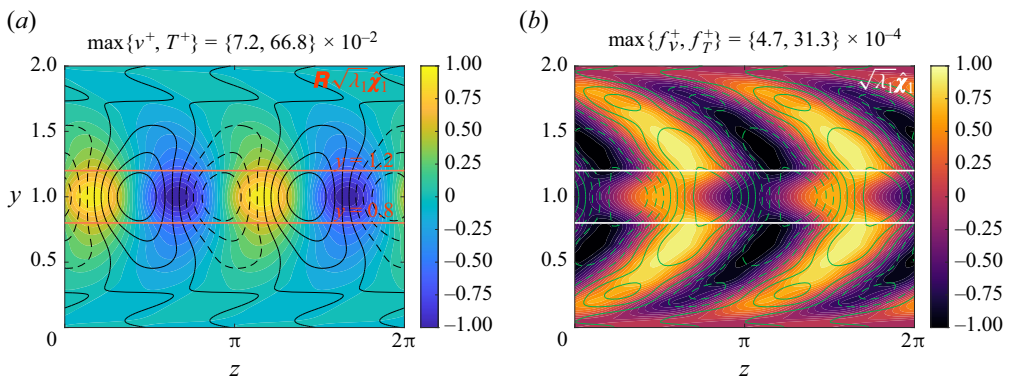 (a)
max{v⁺, T⁺} = {7.2, 66.8} × 10⁻²
R√λ₁χ̂₁
y = 1.2
y = 0.8
2.0
1.5
1.0
0.5
0
y
π
2π
z
1.00
0.75
0.50
0.25
0
–0.25
–0.50
–0.75
–1.00
(b)
max{f⁺ᵥ, f⁺_T} = {4.7, 31.3} × 10⁻⁴
√λ₁χ̂₁
2.0
1.5
1.0
0.5
0
π
2π
z
1.00
0.75
0.50
0.25
0
–0.25
–0.50
–0.75
–1.00